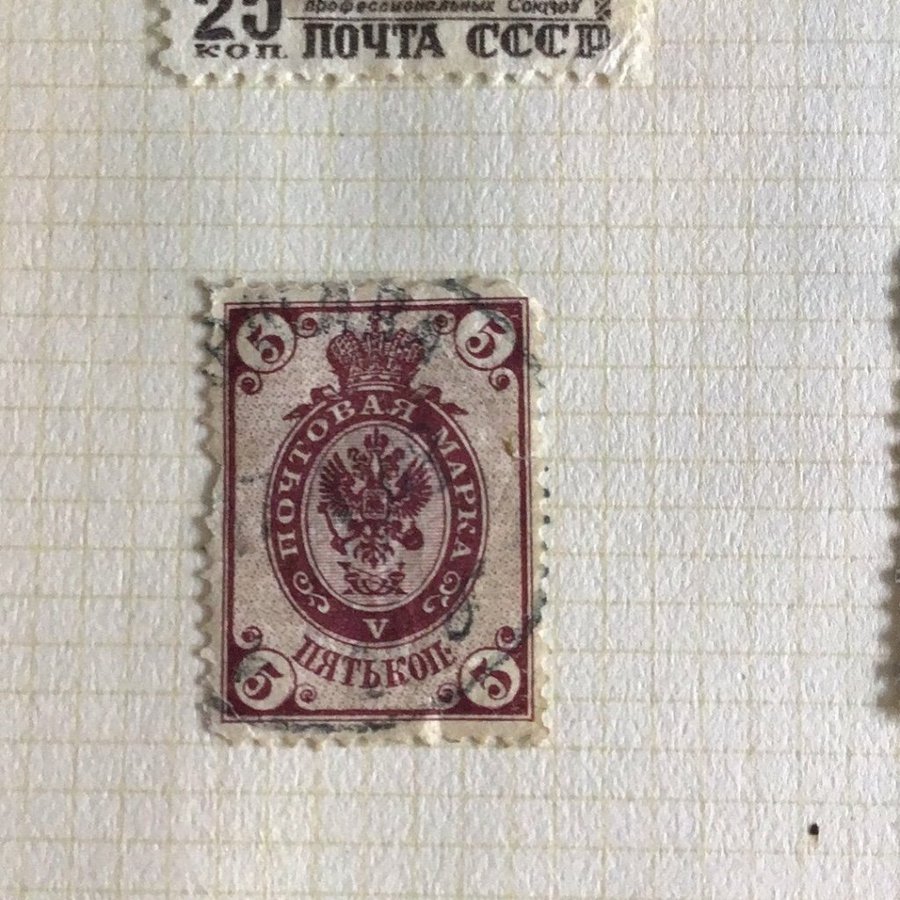 профессиональных Союзов
25
КОП. ПОЧТА СССР
5 5
ПОЧТОВАЯ МАРКА
V
ПЯТЬ КОП.
5 5